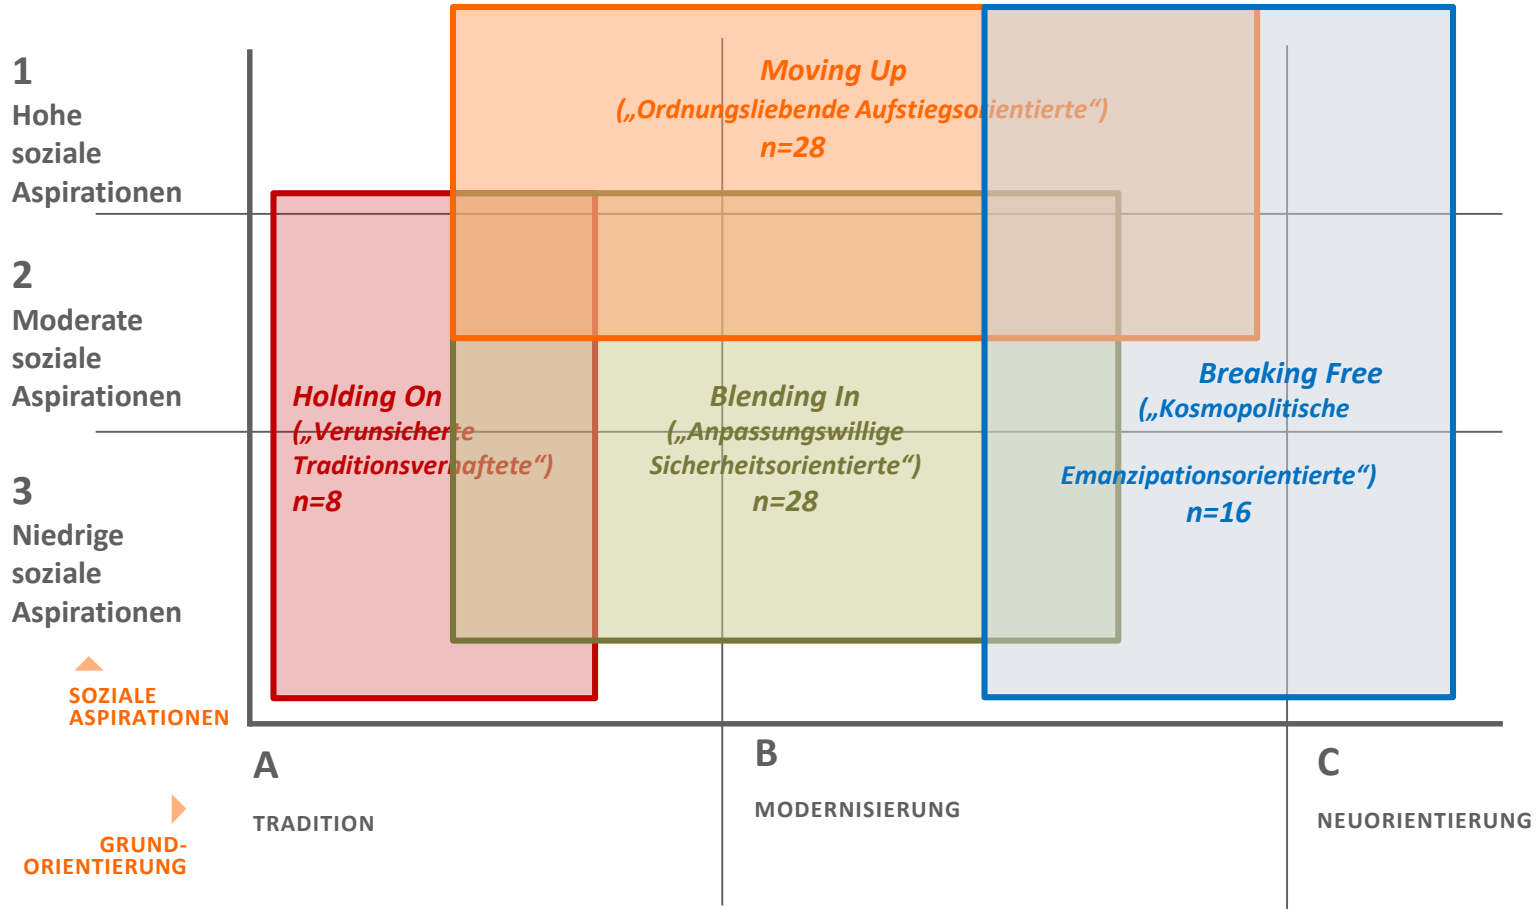 1
Hohe
soziale
Aspirationen
2
Moderate
soziale
Aspirationen
3
Niedrige
soziale
Aspirationen
SOZIALE
ASPIRATIONEN
GRUND-
ORIENTIERUNG
Moving Up
(„Ordnungsliebende Aufstiegsorientierte“)
n=28
Holding On
(„Verunsicherte
Traditionsverhaftete“)
n=8
Blending In
(„Anpassungswillige
Sicherheitsorientierte“)
n=28
Breaking Free
(„Kosmopolitische
Emanzipationsorientierte“)
n=16
A
TRADITION
B
MODERNISIERUNG
C
NEUORIENTIERUNG